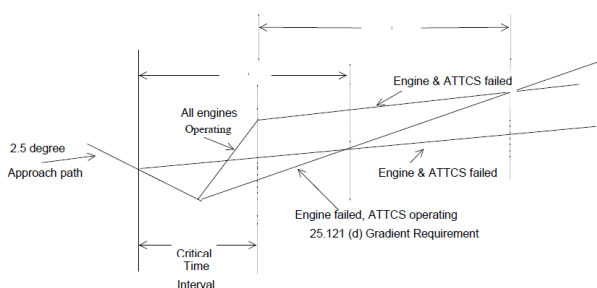 Engine & ATTCS failed
All engines
Operating
2.5 degree
Approach path
Engine & ATTCS failed
Engine failed, ATTCS operating
25.121 (d) Gradient Requirement
Critical
Time
Interval